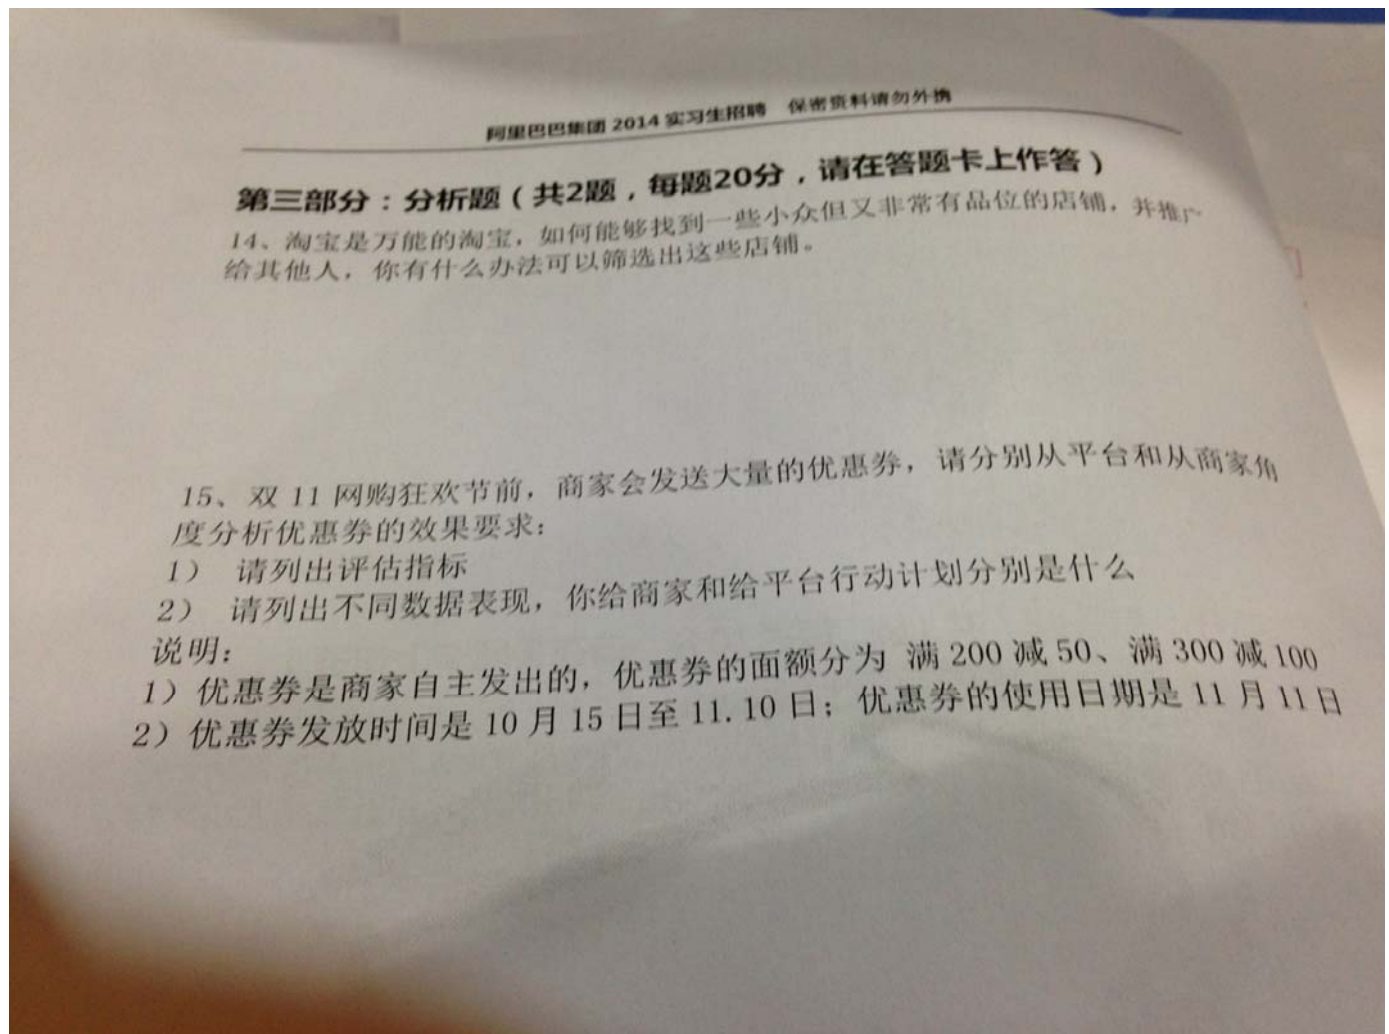 阿里巴巴集团 2014 实习生招聘 保密资料请勿外携
第三部分：分析题（共2题，每题20分，请在答题卡上作答）
14、淘宝是万能的淘宝，如何能够找到一些小众但又非常有品位的店铺，并推广
给其他人，你有什么办法可以筛选出这些店铺。
15、双 11 网购狂欢节前，商家会发送大量的优惠券，请分别从平台和从商家角
度分析优惠券的效果要求：
1） 请列出评估指标
2） 请列出不同数据表现，你给商家和给平台行动计划分别是什么
说明：
1）优惠券是商家自主发出的，优惠券的面额分为 满 200 减 50、满 300 减 100
2）优惠券发放时间是 10 月 15 日至 11.10 日；优惠券的使用日期是 11 月 11 日